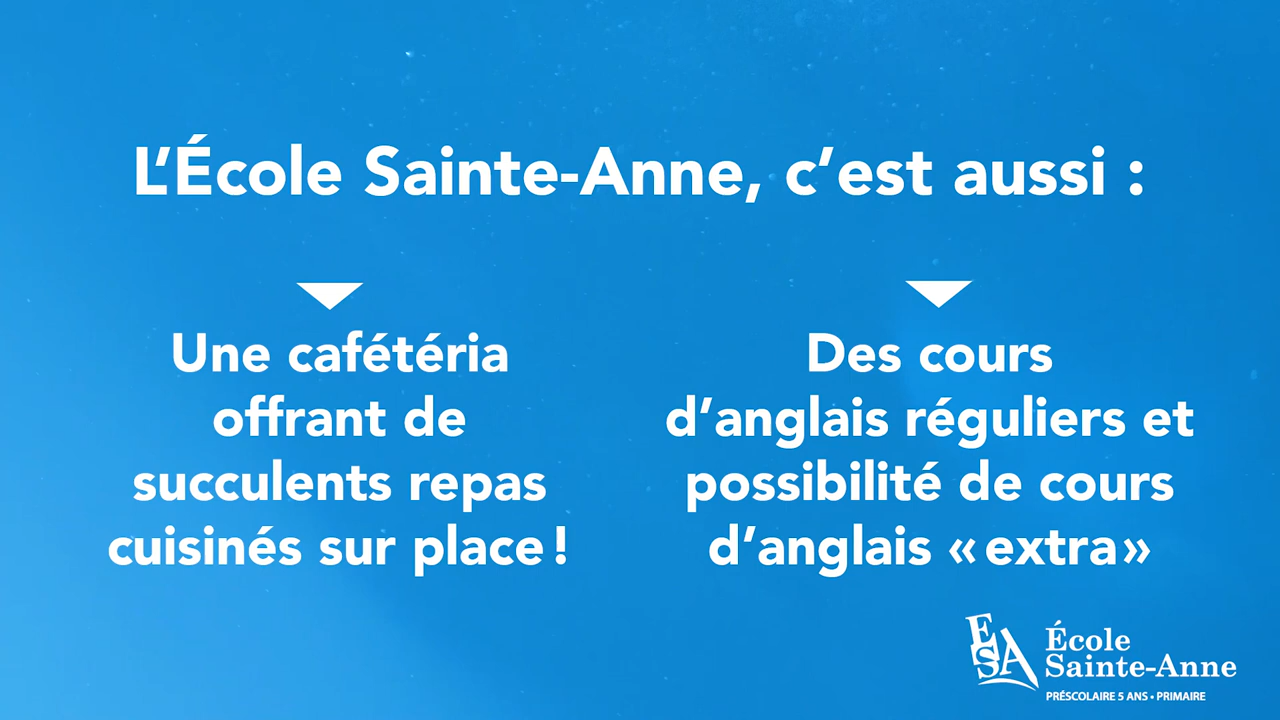 L’École Sainte-Anne, c’est aussi :
Une cafétéria
offrant de
succulents repas
cuisinés sur place !
Des cours
d’anglais réguliers et
possibilité de cours
d’anglais « extra »
ESA
École
Sainte-Anne
PRÉSCOLAIRE 5 ANS • PRIMAIRE